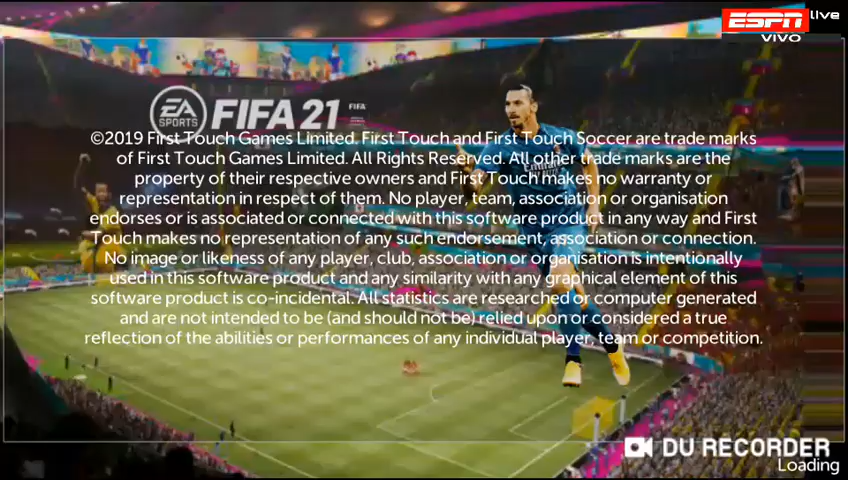 ESPN live
VIVO
EA SPORTS FIFA 21 FIFA
©2019 First Touch Games Limited. First Touch and First Touch Soccer are trade marks
of First Touch Games Limited. All Rights Reserved. All other trade marks are the
property of their respective owners and First Touch makes no warranty or
representation in respect of them. No player, team, association or organisation
endorses or is associated or connected with this software product in any way and First
Touch makes no representation of any such endorsement, association or connection.
No image or likeness of any player, club, association or organisation is intentionally
used in this software product and any similarity with any graphical element of this
software product is co-incidental. All statistics are researched or computer generated
and are not intended to be (and should not be) relied upon or considered a true
reflection of the abilities or performances of any individual player, team or competition.
DU RECORDER
Loading